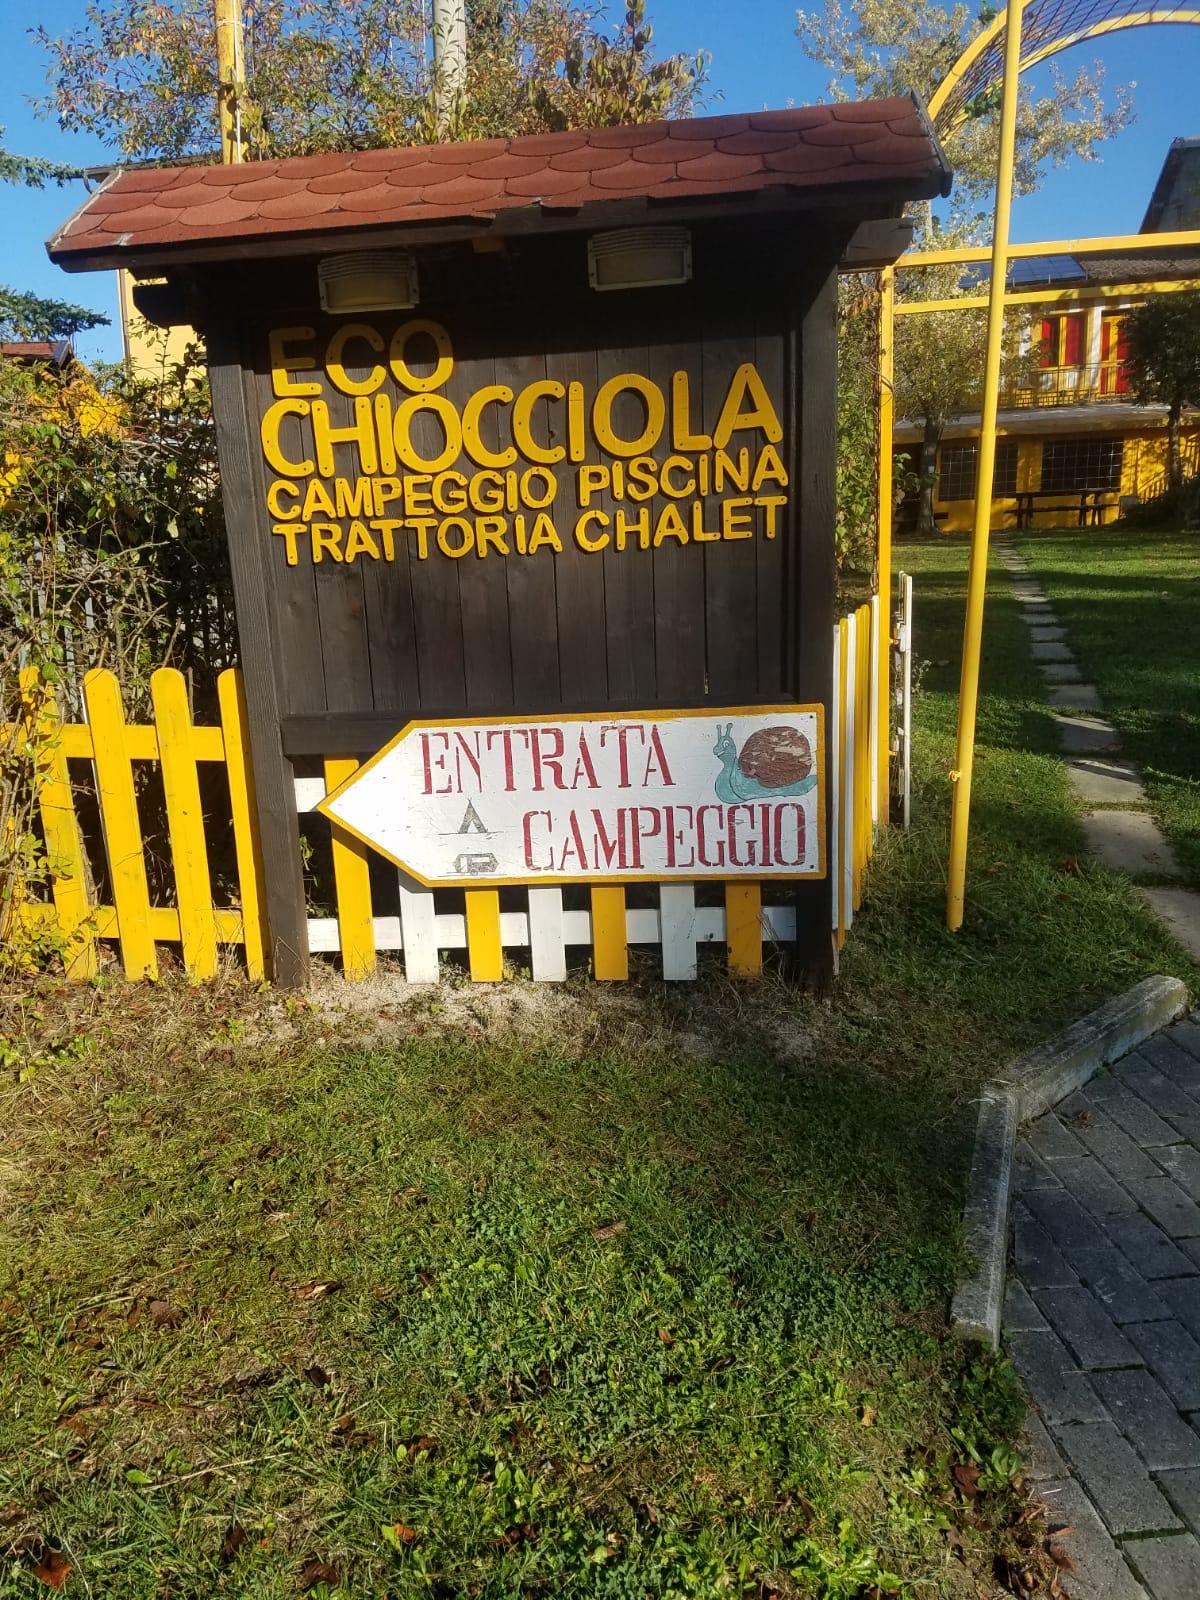 ECO
CHIOCCIOLA
CAMPEGGIO PISCINA
TRATTORIA CHALET
ENTRATA
CAMPEGGIO